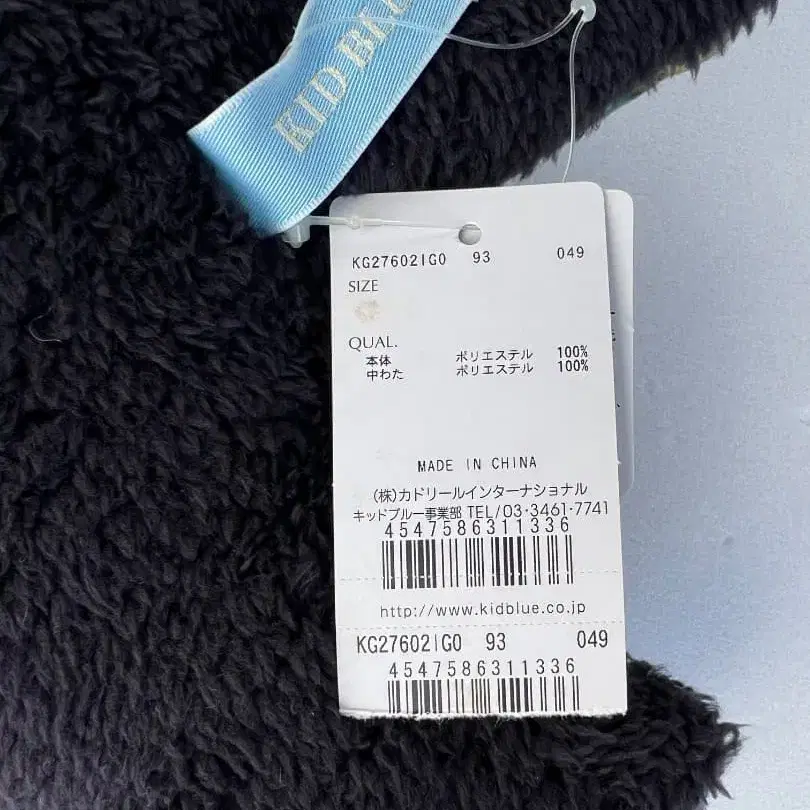 KID BLU
KG27602IG0 93 049
SIZE
QUAL.
本体 ポリエステル 100%
中わた ポリエステル 100%
MADE IN CHINA
(株)カドリールインターナショナル
キッドブルー事業部 TEL/03-3461-7741
4547586311336
http://www.kidblue.co.jp
KG27602IG0 93 049
4547586311336